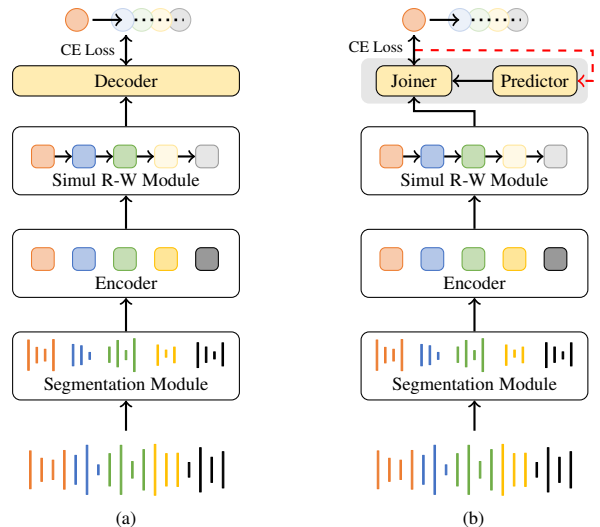 CE Loss
Decoder
Simul R-W Module
Encoder
Segmentation Module
(a)
CE Loss
Joiner
Predictor
Simul R-W Module
Encoder
Segmentation Module
(b)